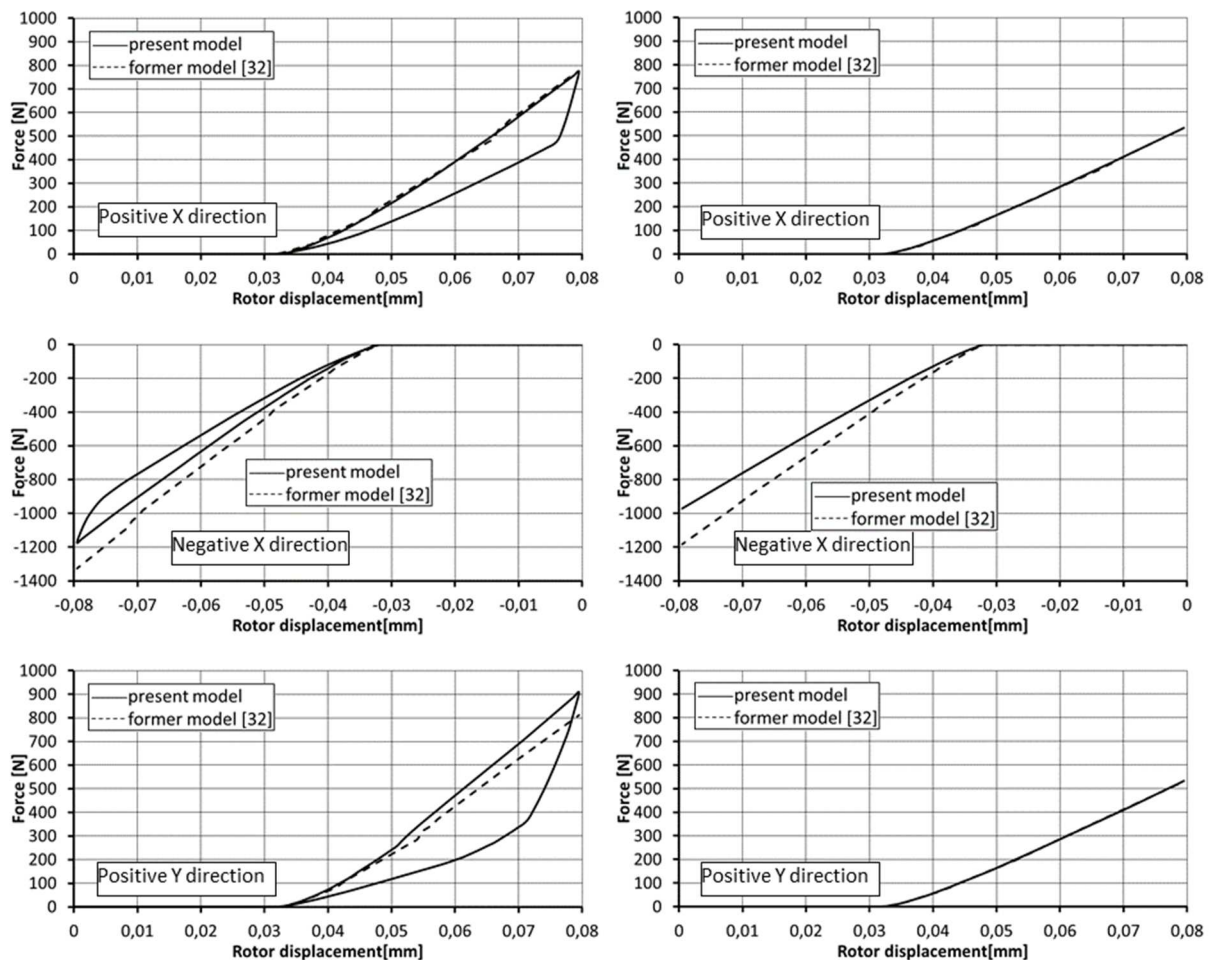 1000
900
800
700
600
500
400
300
200
100
0
Force [N]
present model
former model [32]
Positive X direction
0 0,01 0,02 0,03 0,04 0,05 0,06 0,07 0,08
Rotor displacement[mm]
1000
900
800
700
600
500
400
300
200
100
0
Force [N]
present model
former model [32]
Positive X direction
0 0,01 0,02 0,03 0,04 0,05 0,06 0,07 0,08
Rotor displacement[mm]
0
-200
-400
-600
-800
-1000
-1200
-1400
Force [N]
present model
former model [32]
Negative X direction
-0,08 -0,07 -0,06 -0,05 -0,04 -0,03 -0,02 -0,01 0
Rotor displacement[mm]
0
-200
-400
-600
-800
-1000
-1200
-1400
Force [N]
present model
former model [32]
Negative X direction
-0,08 -0,07 -0,06 -0,05 -0,04 -0,03 -0,02 -0,01 0
Rotor displacement[mm]
1000
900
800
700
600
500
400
300
200
100
0
Force [N]
present model
former model [32]
Positive Y direction
0 0,01 0,02 0,03 0,04 0,05 0,06 0,07 0,08
Rotor displacement[mm]
1000
900
800
700
600
500
400
300
200
100
0
Force [N]
present model
former model [32]
Positive Y direction
0 0,01 0,02 0,03 0,04 0,05 0,06 0,07 0,08
Rotor displacement[mm]